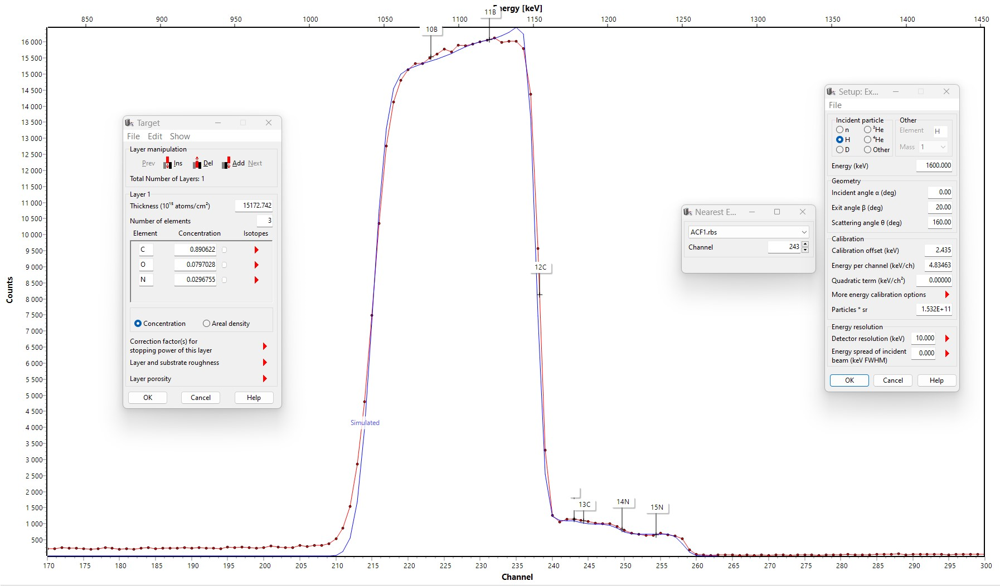 Energy [keV]
850 900 950 1000 1050 1100 1150 1200 1250 1300 1350 1400 1450
11B
10B
12C
13C
14N
15N
Simulated
Counts
16 000
15 500
15 000
14 500
14 000
13 500
13 000
12 500
12 000
11 500
11 000
10 500
10 000
9 500
9 000
8 500
8 000
7 500
7 000
6 500
6 000
5 500
5 000
4 500
4 000
3 500
3 000
2 500
2 000
1 500
1 000
500
170 175 180 185 190 195 200 205 210 215 220 225 230 235 240 245 250 255 260 265 270 275 280 285 290 295 300
Channel
Target
File Edit Show
Layer manipulation
Prev Ins Del Add Next
Total Number of Layers: 1
Layer 1
Thickness (10¹⁵ atoms/cm²) 15172.742
Number of elements 3
Element Concentration Isotopes
C 0.890622
O 0.0797028
N 0.0296755
Concentration Areal density
Correction factor(s) for
stopping power of this layer
Layer and substrate roughness
Layer porosity
OK Cancel Help
Nearest E...
ACF1.rbs
Channel 243
Setup: Ex...
File
Incident particle Other
n ³He Element H
H ⁴He
D Other Mass 1
Energy (keV) 1600.000
Geometry
Incident angle α (deg) 0.00
Exit angle β (deg) 20.00
Scattering angle θ (deg) 160.00
Calibration
Calibration offset (keV) 2.435
Energy per channel (keV/ch) 4.83463
Quadratic term (keV/ch²) 0.00000
More energy calibration options
Particles * sr 1.532E+11
Energy resolution
Detector resolution (keV) 10.000
Energy spread of incident
beam (keV FWHM) 0.000
OK Cancel Help